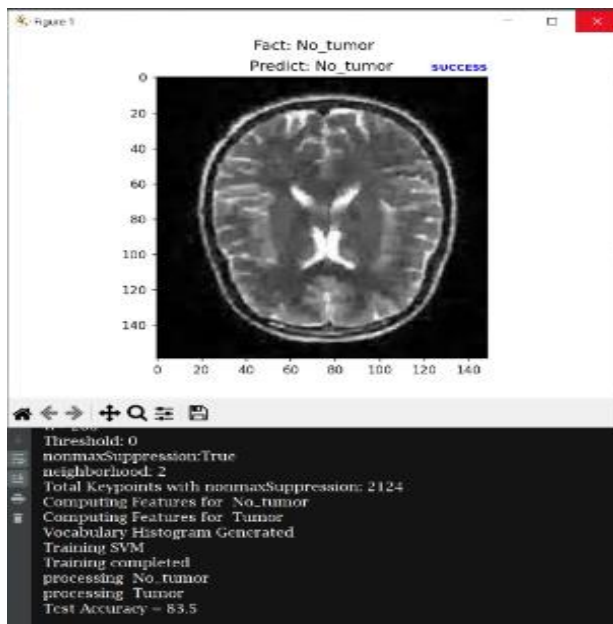 Figure 1
Fact: No_tumor
Predict: No_tumor SUCCESS
0
20
40
60
80
100
120
140
0 20 40 60 80 100 120 140
Threshold: 0
nonmaxSuppression:True
neighborhood: 2
Total Keypoints with nonmaxSuppression: 2124
Computing Features for No_tumor
Computing Features for Tumor
Vocabulary Histogram Generated
Training SVM
Training completed
processing No_tumor
processing Tumor
Test Accuracy = 83.5